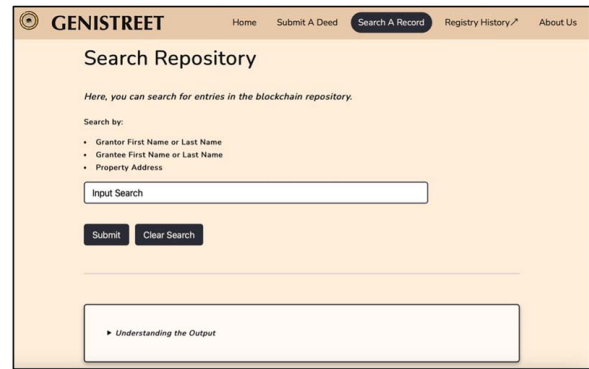 GENISTREET
Home Submit A Deed Search A Record Registry History↗ About Us
Search Repository
Here, you can search for entries in the blockchain repository.
Search by:
• Grantor First Name or Last Name
• Grantee First Name or Last Name
• Property Address
Input Search
Submit Clear Search
▶ Understanding the Output